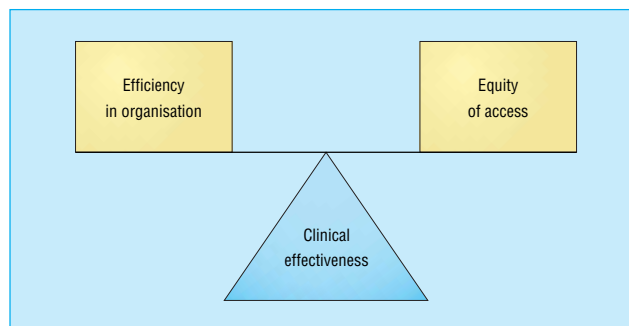 Efficiency
in organisation
Equity
of access
Clinical
effectiveness